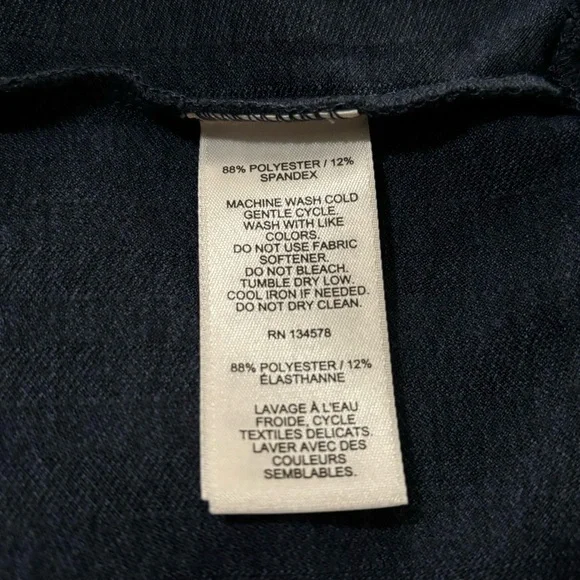 88% POLYESTER / 12%
SPANDEX
MACHINE WASH COLD
GENTLE CYCLE.
WASH WITH LIKE
COLORS.
DO NOT USE FABRIC
SOFTENER.
DO NOT BLEACH.
TUMBLE DRY LOW.
COOL IRON IF NEEDED.
DO NOT DRY CLEAN.
RN 134578
88% POLYESTER / 12%
ÉLASTHANNE
LAVAGE À L'EAU
FROIDE, CYCLE
TEXTILES DELICATS.
LAVER AVEC DES
COULEURS
SEMBLABLES.